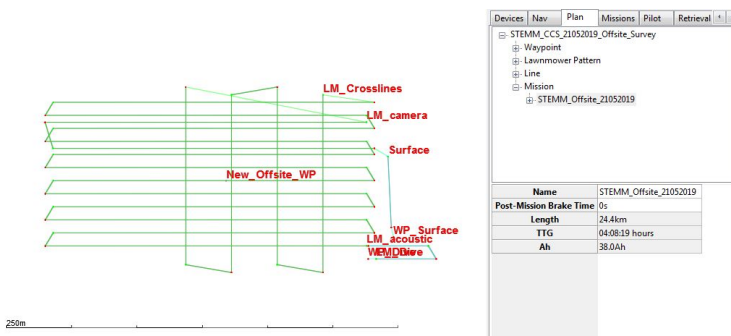 Devices Nav Plan Missions Pilot Retrieval
STEMM_CCS_21052019_Offsite_Survey
Waypoint
Lawnmower Pattern
Line
Mission
STEMM_Offsite_21052019
LM_Crosslines
LM_camera
Surface
New_Offsite_WP
WP_Surface
LM_acoustic
250m
Name STEMM_Offsite_21052019
Post-Mission Brake Time 0s
Length 24.4km
TTG 04:08:19 hours
Ah 38.0Ah